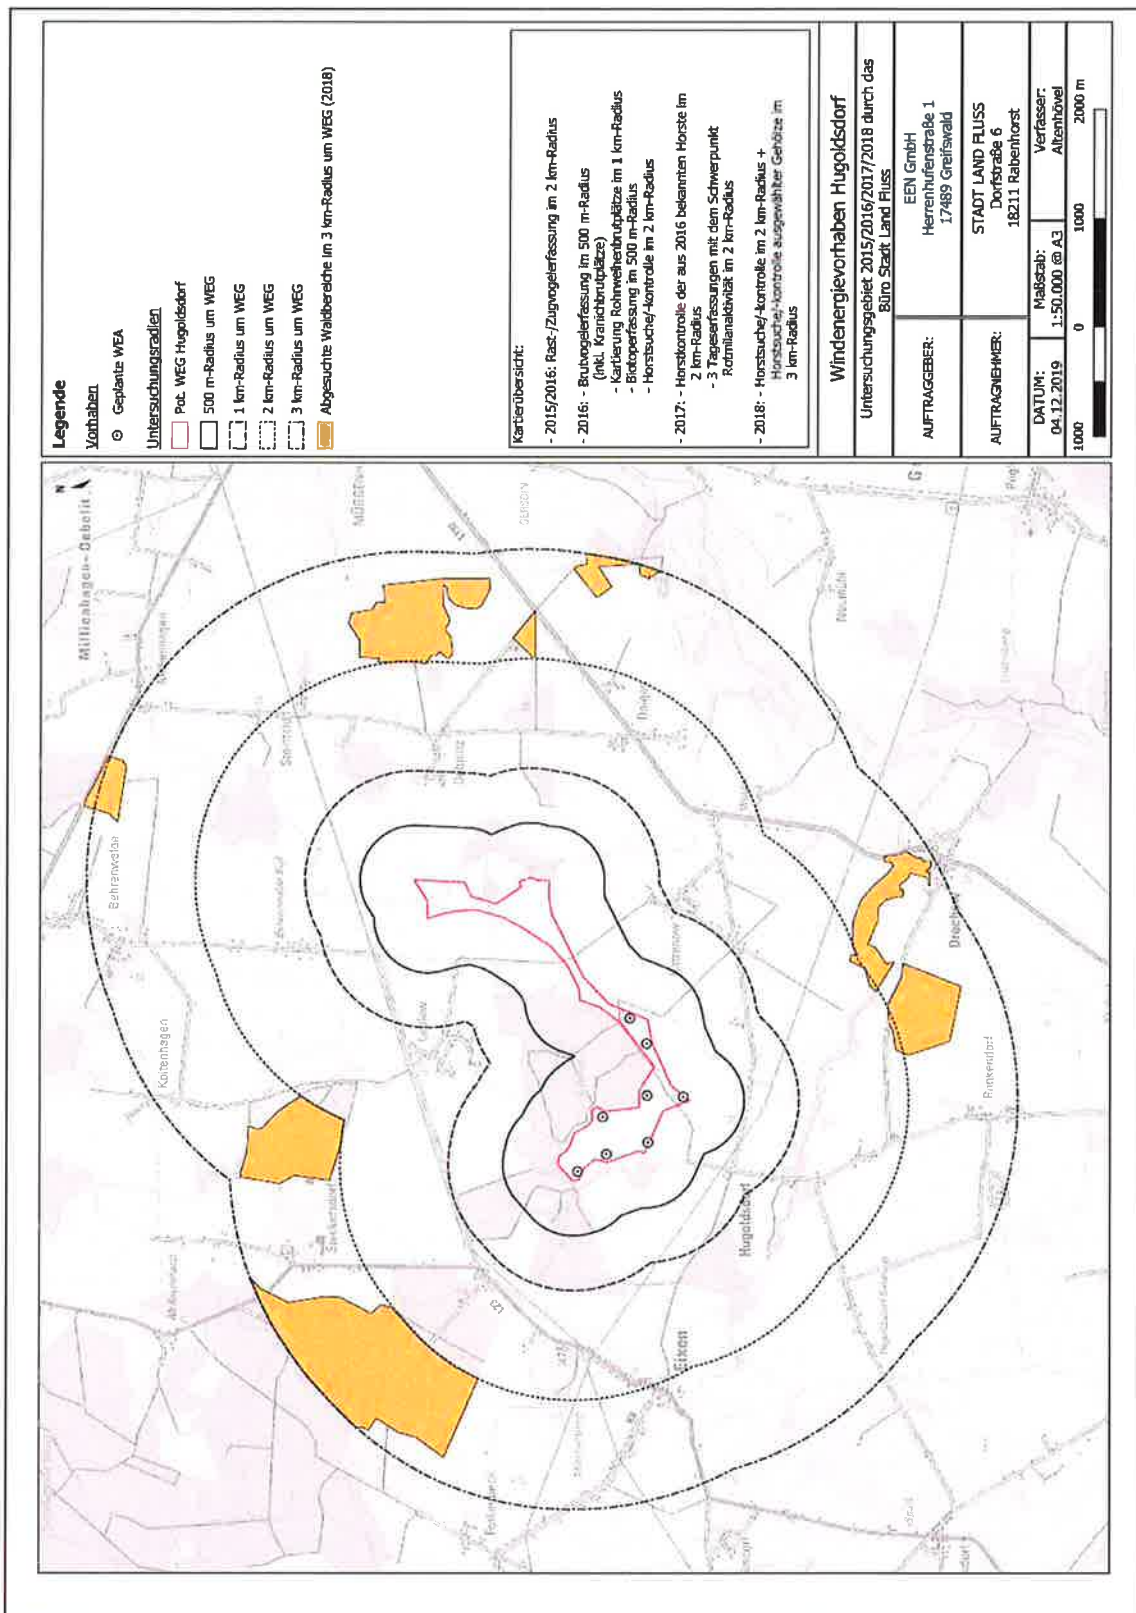 Legende
Vorhaben
Geplante WEA
Untersuchungsradien
Pot. WEG Hugoldsdorf
500 m-Radius um WEG
1 km-Radius um WEG
2 km-Radius um WEG
3 km-Radius um WEG
Abgesuchte Waldbereiche im 3 km-Radius um WEG (2018)
Kartierübersicht:
- 2015/2016: Rast-/Zugvogelerfassung im 2 km-Radius
- 2016: - Brutvogelerfassung im 500 m-Radius
(inkl. Kranichbrutplätze)
- Kartierung Rohrweihenbrutplätze im 1 km-Radius
- Biotoperfassung im 500 m-Radius
- Horstsuche/-kontrolle im 2 km-Radius
- 2017: - Horstkontrolle der aus 2016 bekannten Horste im
2 km-Radius
- 3 Tageserfassungen mit dem Schwerpunkt
Rotmilanaktivität im 2 km-Radius
- 2018: - Horstsuche/-kontrolle im 2 km-Radius +
Horstsuche/-kontrolle ausgewählter Gehölze im
3 km-Radius
Windenergievorhaben Hugoldsdorf
Untersuchungsgebiet 2015/2016/2017/2018 durch das
Büro Stadt Land Fluss
AUFTRAGGEBER:
EEN GmbH
Herrenhufenstraße 1
17489 Greifswald
AUFTRAGNEHMER:
STADT LAND FLUSS
Dorfstraße 6
18211 Rabenhorst
DATUM:
04.12.2019
Maßstab:
1:50.000 @ A3
Verfasser:
Altenhövel
1000 0 1000 2000 m
N
Millienhagen-Oebelitz
Behrenwalde
Koitenhagen
Hugoldsdorf
Eixen